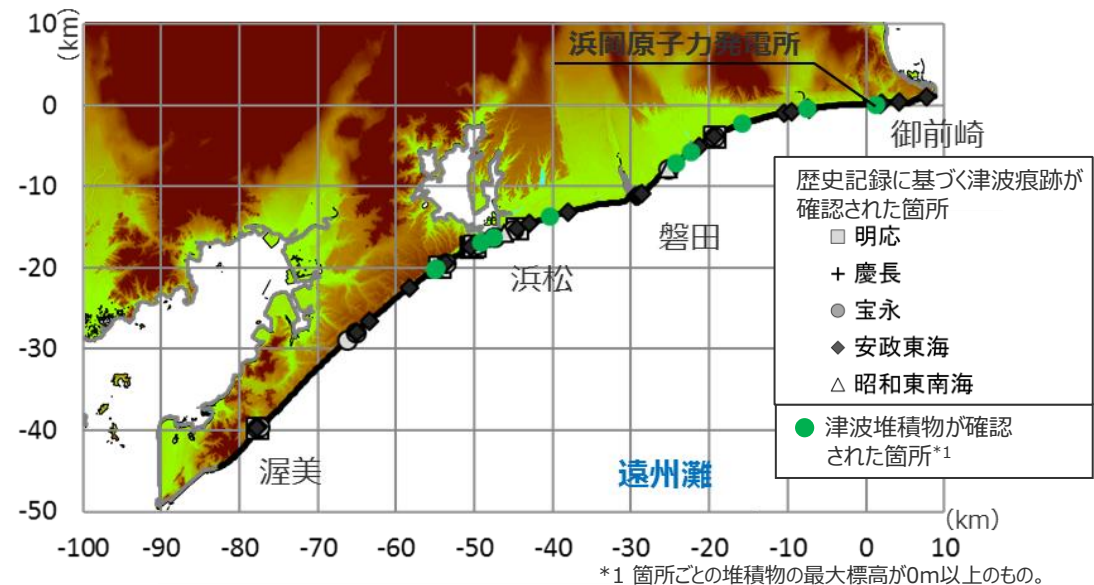 10
(km)
0
-10
-20
-30
-40
-50
浜岡原子力発電所
御前崎
磐田
浜松
渥美
遠州灘
歴史記録に基づく津波痕跡が
確認された箇所
□ 明応
+ 慶長
● 宝永
◆ 安政東海
△ 昭和東南海
● 津波堆積物が確認
された箇所*1
(km)
-100 -90 -80 -70 -60 -50 -40 -30 -20 -10 0 10
*1 箇所ごとの堆積物の最大標高が0m以上のもの。